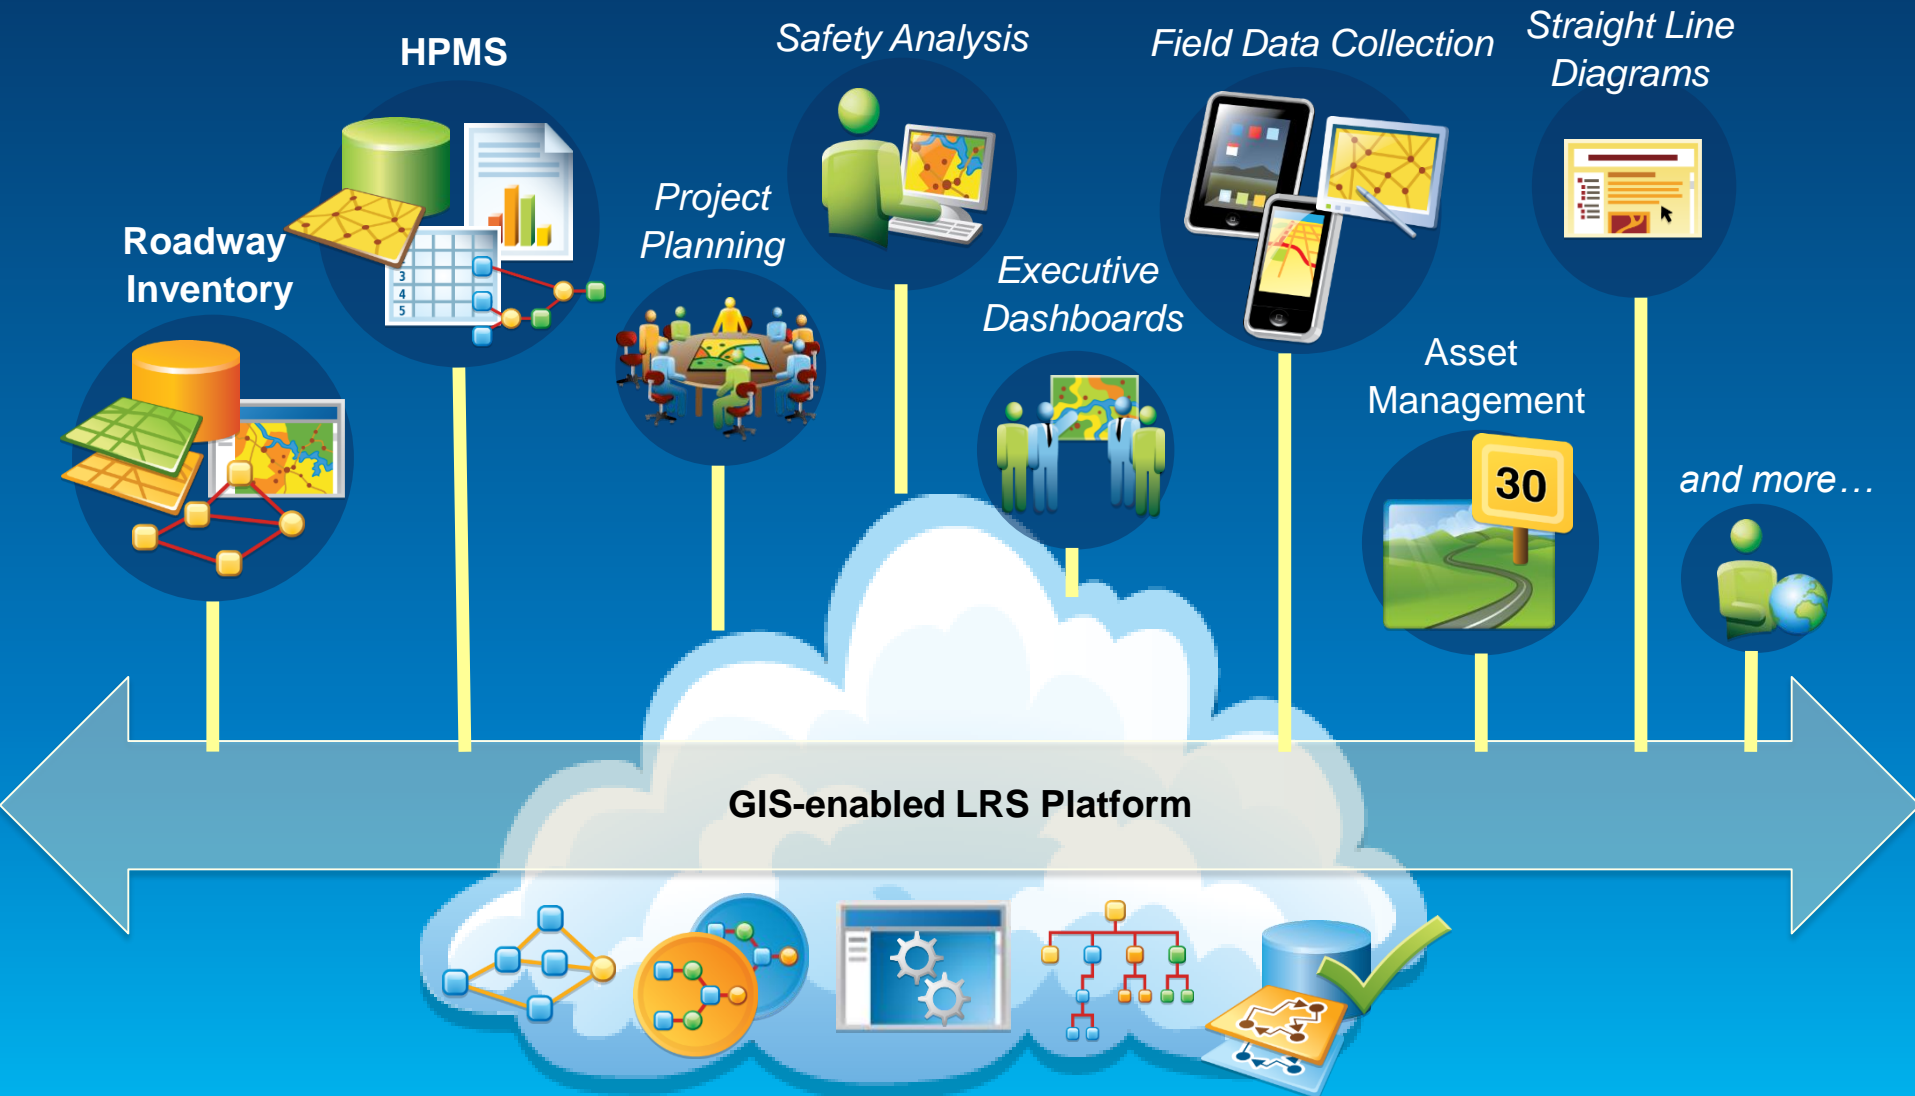 HPMS
Safety Analysis
Field Data Collection
Straight Line
Diagrams
Project
Planning
Roadway
Inventory
Executive
Dashboards
Asset
Management
and more…
3
4
5
30
GIS-enabled LRS Platform